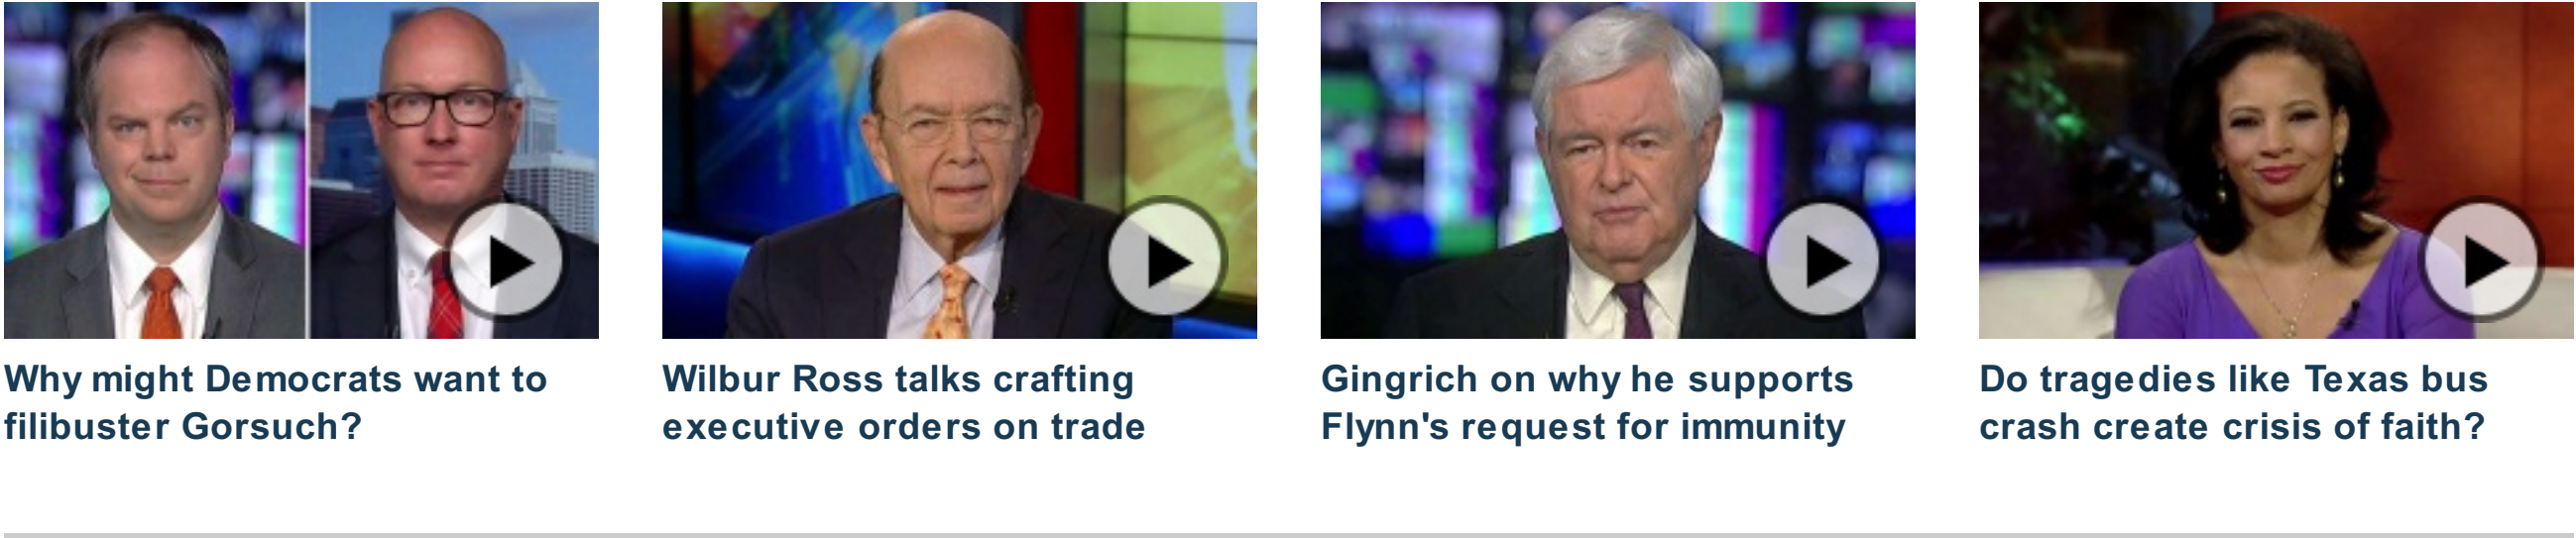 Why might Democrats want to
filibuster Gorsuch?
Wilbur Ross talks crafting
executive orders on trade
Gingrich on why he supports
Flynn's request for immunity
Do tragedies like Texas bus
crash create crisis of faith?